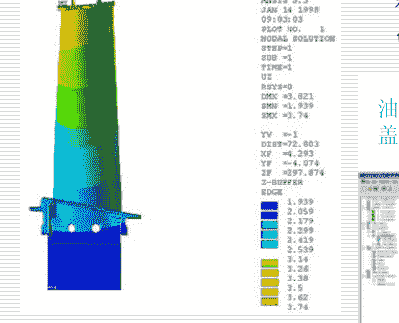 JAN 14 1998
09:03:03
PLOT NO. 1
NODAL SOLUTION
STEP=1
SUB =1
TIME=1
UZ
RSYS=0
DMX =3.821
SMN =1.939
SMX =3.74
YV =-1
DIST=72.803
XF =4.293
YF =-4.074
ZF =297.874
Z-BUFFER
EDGE
1.939
2.059
2.179
2.299
2.419
2.539
3.14
3.26
3.38
3.5
3.62
3.74
油
盖